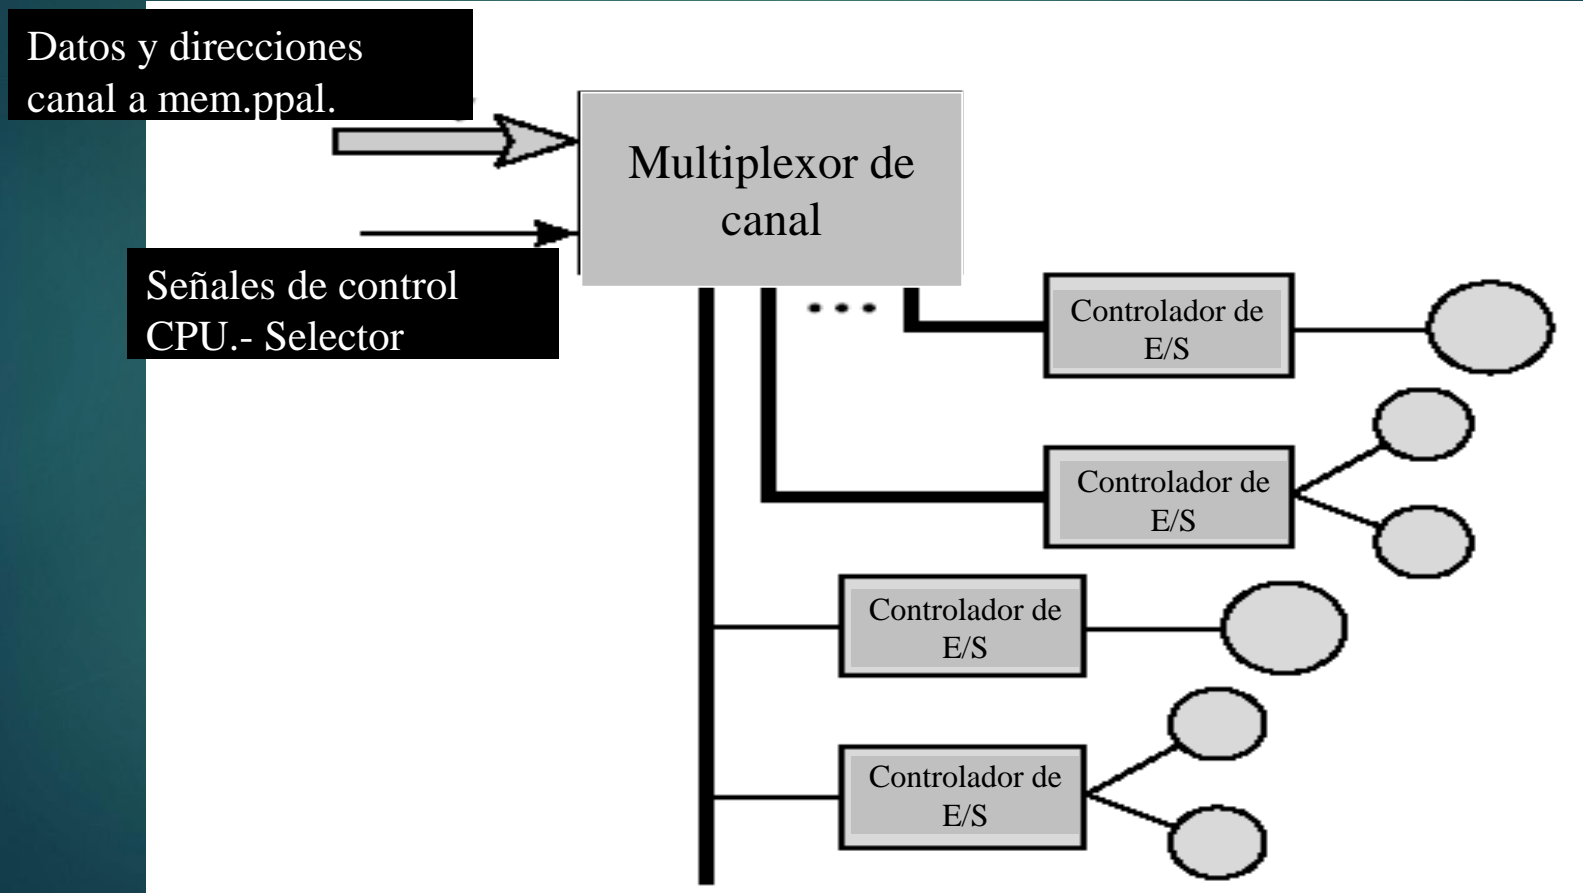 Datos y direcciones
canal a mem.ppal.
Multiplexor de
canal
Señales de control
CPU.- Selector
Controlador de
E/S
Controlador de
E/S
Controlador de
E/S
Controlador de
E/S